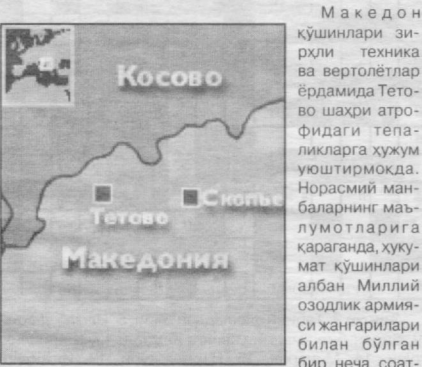 Косово
Скопье
Тетово
Македония
Македон
қўшинлари зи-
рҳли техника
ва вертолётлар
ёрдамида Тето-
во шаҳри атро-
фидаги тепа-
ликларга ҳужум
уюштирмоқда.
Норасмий ман-
баларнинг маъ-
лумотларига
қараганда, ҳуку-
мат қўшинлари
албан Миллий
озодлик армия-
си жангарилари
билан бўлган
бир неча соат-